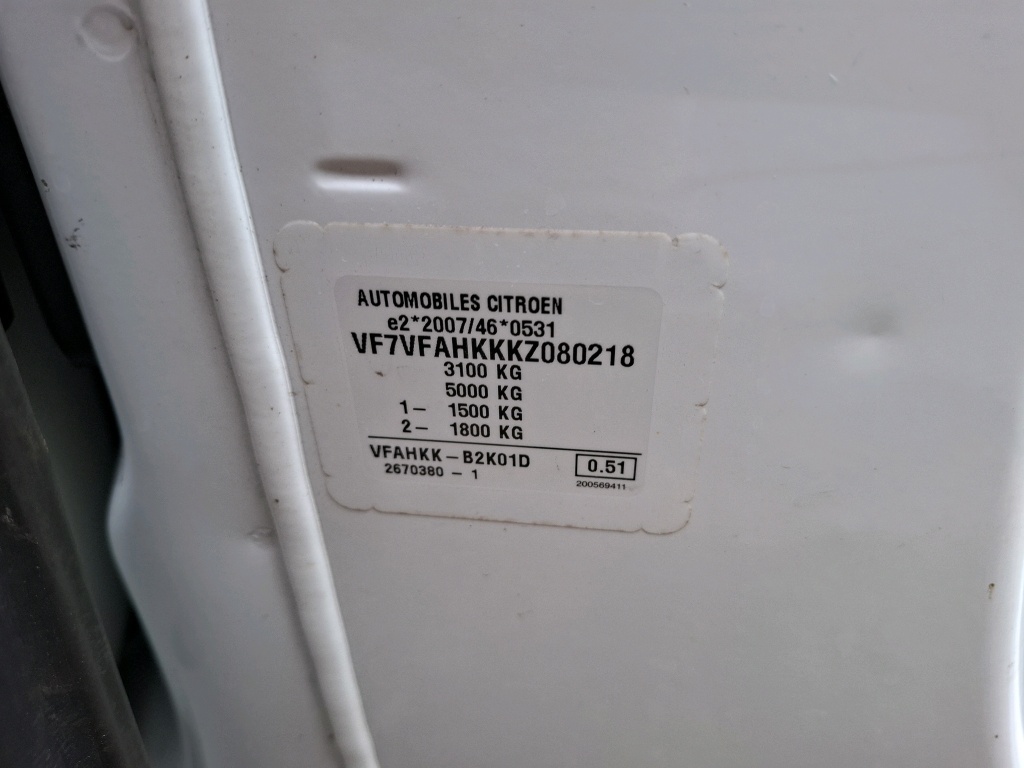 AUTOMOBILES CITROEN
e2*2007/46*0531
VF7VFAHKKKZ080218
3100 KG
5000 KG
1- 1500 KG
2- 1800 KG
VFAHKK-B2K01D
0.51
2670380-1
200569411